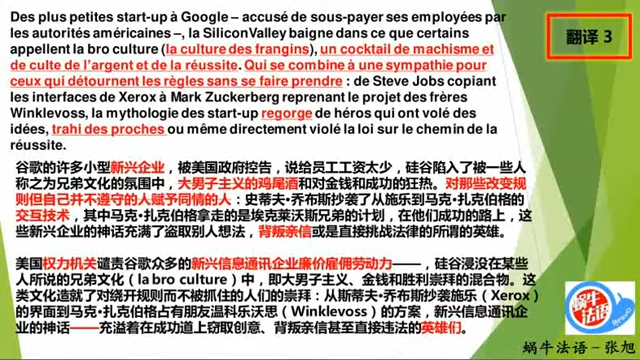 Des plus petites start-up à Google – accusé de sous-payer ses employées par
les autorités américaines –, la SiliconValley baigne dans ce que certains
appellent la bro culture (la culture des frangins), un cocktail de machisme et
de culte de l'argent et de la réussite. Qui se combine à une sympathie pour
ceux qui détournent les règles sans se faire prendre : de Steve Jobs copiant
les interfaces de Xerox à Mark Zuckerberg reprenant le projet des frères
Winklevoss, la mythologie des start-up regorge de héros qui ont volé des
idées, trahi des proches ou même directement violé la loi sur le chemin de la
réussite.
翻译 3
谷歌的许多小型新兴企业，被美国政府控告，说给员工工资太少，硅谷陷入了被一些人
称之为兄弟文化的氛围中，大男子主义的鸡尾酒和对金钱和成功的狂热。对那些改变规
则但自己并不遵守的人赋予同情的人：史蒂夫·乔布斯抄袭了从施乐到马克·扎克伯格的
交互技术，其中马克·扎克伯格拿走的是埃克莱沃斯兄弟的计划，在他们成功的路上，这
些新兴企业的神话充满了盗取别人想法，背叛亲信或是直接挑战法律的所谓的英雄。
美国权力机关谴责谷歌众多的新兴信息通讯企业廉价雇佣劳动力——，硅谷浸没在某些
人所说的兄弟文化（la bro culture）中，即大男子主义、金钱和胜利崇拜的混合物。这
类文化造就了对绕开规则而不被抓住的人们的崇拜：从斯蒂夫·乔布斯抄袭施乐（Xerox）
的界面到马克·扎克伯格占有朋友温科乐沃思（Winklevoss）的方案，新兴信息通讯企
业的神话——充溢着在成功道上窃取创意、背叛亲信甚至直接违法的英雄们。
蜗牛
法语
蜗牛法语－张旭